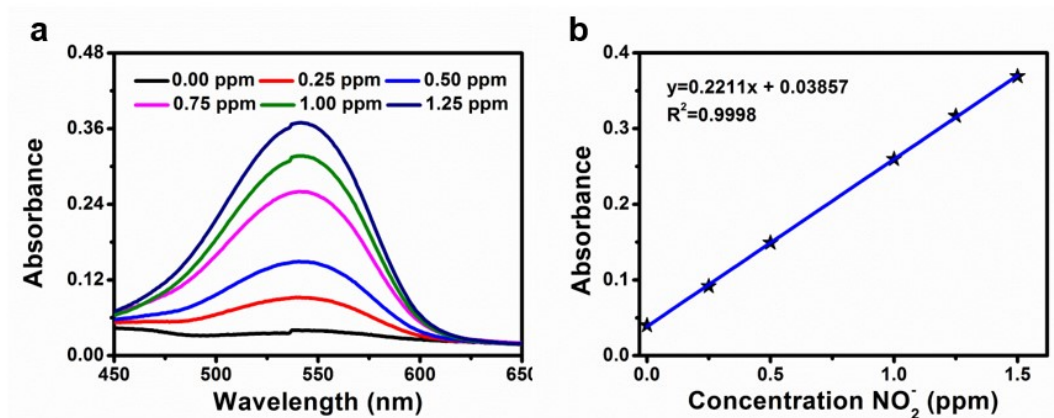 a
0.48
0.36
0.24
0.12
0.00
Absorbance
0.00 ppm 0.25 ppm 0.50 ppm
0.75 ppm 1.00 ppm 1.25 ppm
450 500 550 600 650
Wavelength (nm)
b
0.4
0.3
0.2
0.1
0.0
Absorbance
y=0.2211x + 0.03857
R²=0.9998
0.0 0.5 1.0 1.5
Concentration NO₂⁻ (ppm)